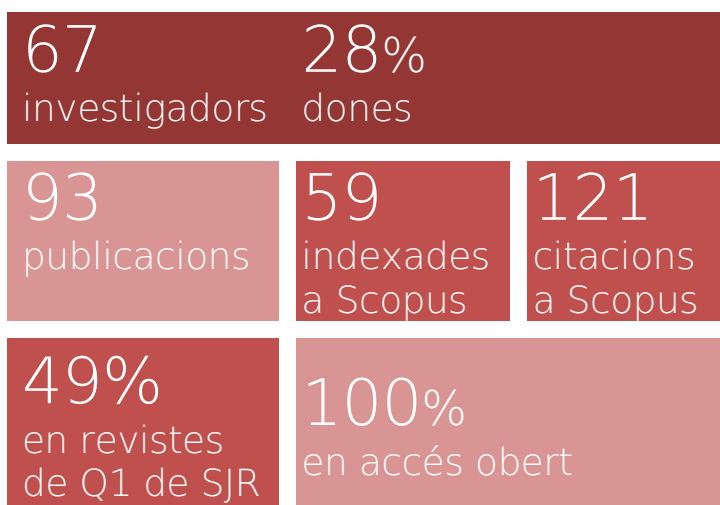 67
investigadors
28%
dones
93
publicacions
59
indexades
a Scopus
121
citacions
a Scopus
49%
en revistes
de Q1 de SJR
100%
en accés obert